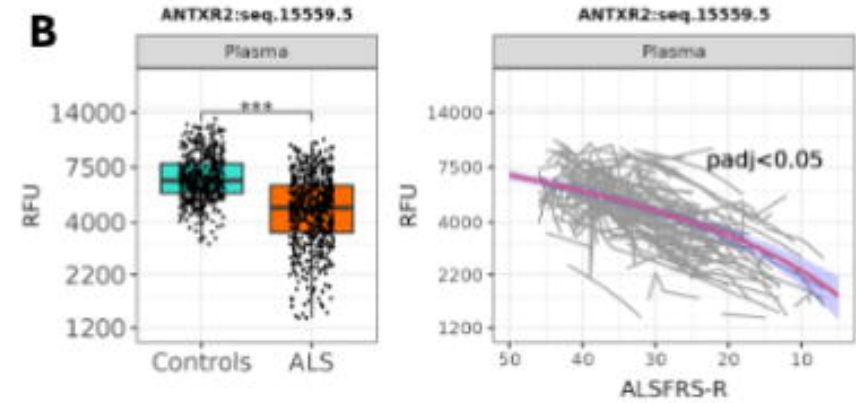 B
ANTXR2:seq.15559.5
Plasma
RFU
14000
7500
4000
2200
1200
***
Controls
ALS
ANTXR2:seq.15559.5
Plasma
RFU
14000
7500
4000
2200
1200
padj<0.05
50
40
30
20
10
ALSFRS-R